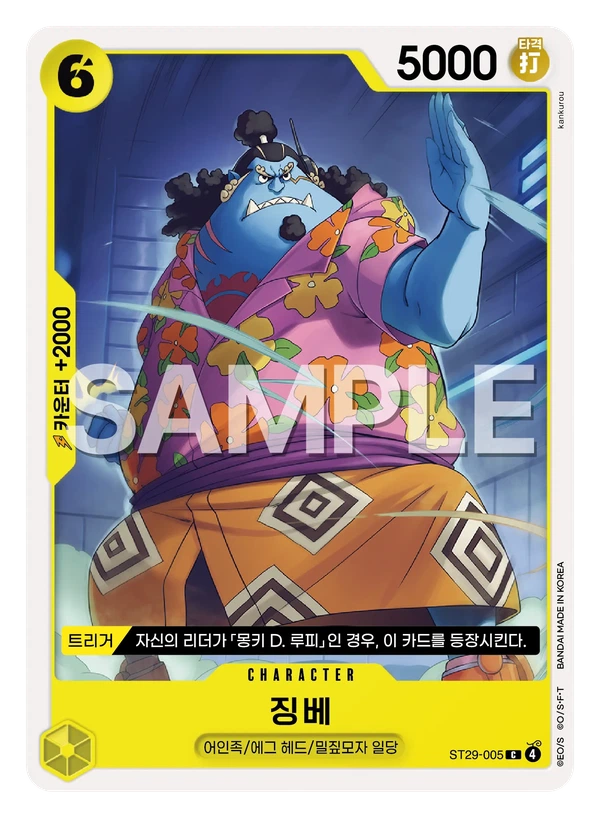 6
5000
타격
打
kankurou
카운터 +2000
SAMPLE
트리거
자신의 리더가 「몽키 D. 루피」인 경우, 이 카드를 등장시킨다.
CHARACTER
징베
어인족/에그 헤드/밀짚모자 일당
ST29-005 C 4
©EO/S ©O/S·F·T BANDAI MADE IN KOREA